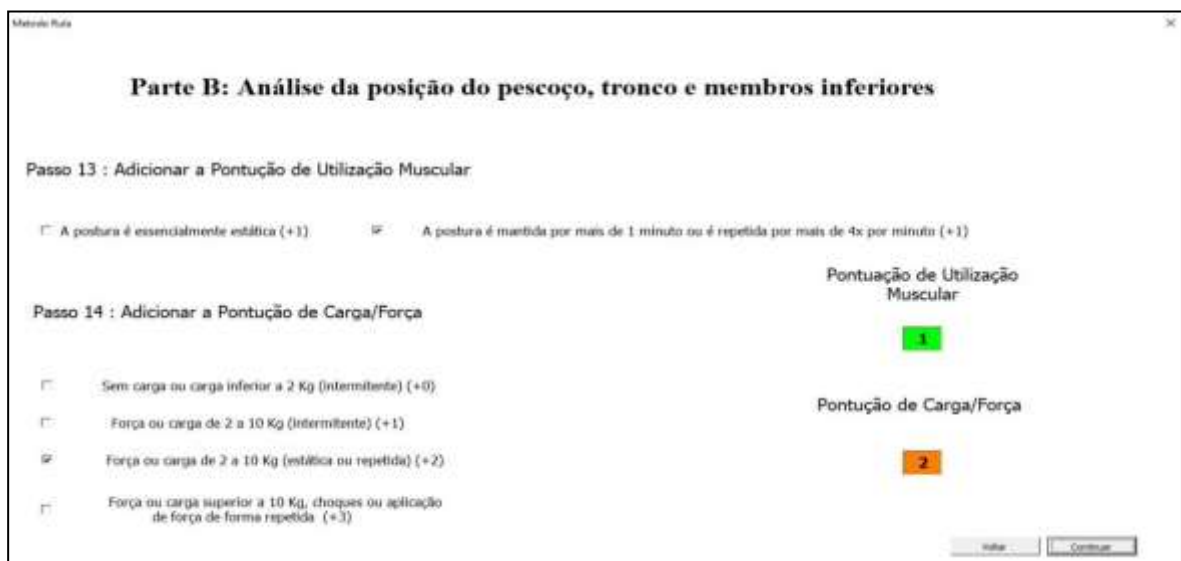 Metodo Rula
Parte B: Análise da posição do pescoço, tronco e membros inferiores
Passo 13 : Adicionar a Pontução de Utilização Muscular
A postura é essencialmente estática (+1)
A postura é mantida por mais de 1 minuto ou é repetida por mais de 4x por minuto (+1)
Pontuação de Utilização
Muscular
1
Passo 14 : Adicionar a Pontução de Carga/Força
Sem carga ou carga inferior a 2 Kg (intermitente) (+0)
Força ou carga de 2 a 10 Kg (intermitente) (+1)
Força ou carga de 2 a 10 Kg (estática ou repetida) (+2)
Força ou carga superior a 10 Kg, choques ou aplicação
de força de forma repetida (+3)
Pontução de Carga/Força
2
Voltar
Continuar